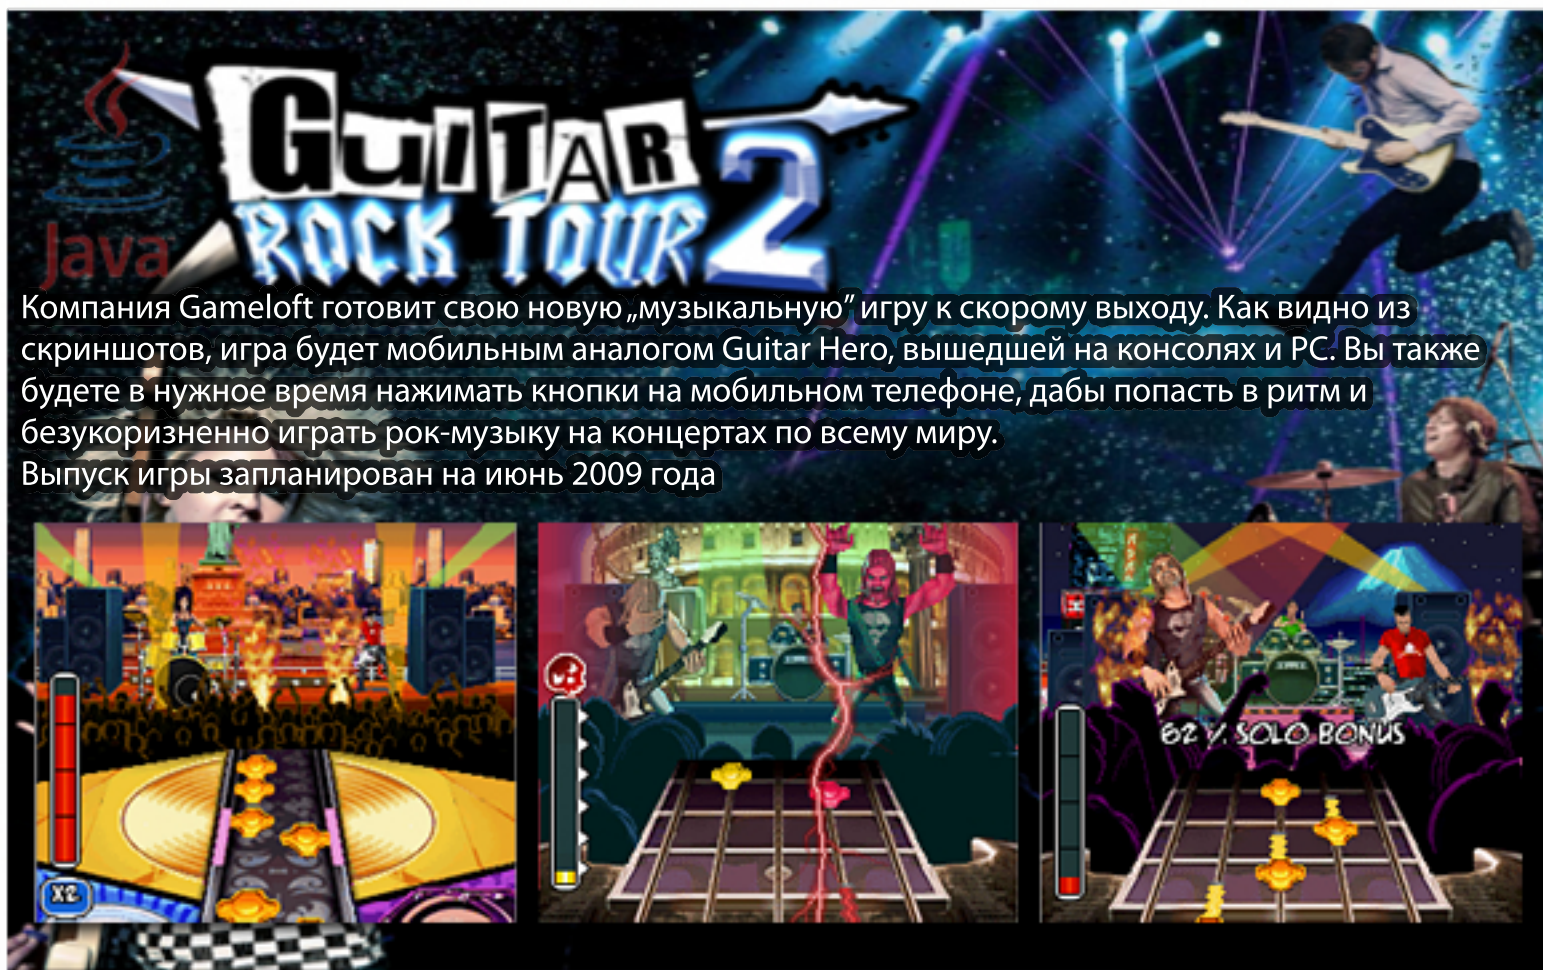 GUITAR
ROCK TOUR 2
Java
Компания Gameloft готовит свою новую „музыкальную” игру к скорому выходу. Как видно из
скриншотов, игра будет мобильным аналогом Guitar Hero, вышедшей на консолях и PC. Вы также
будете в нужное время нажимать кнопки на мобильном телефоне, дабы попасть в ритм и
безукоризненно играть рок-музыку на концертах по всему миру.
Выпуск игры запланирован на июнь 2009 года
X2
62 % SOLO BONUS